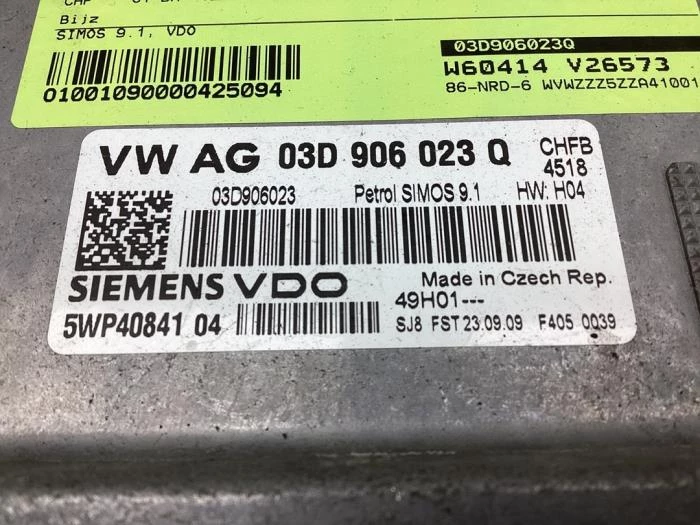 Bijz
SIMOS 9.1, VDO
01001090000425094
03D906023Q
W60414 V26573
86-NRD-6 WVWZZZ5ZZA41001
VW AG 03D 906 023 Q CHFB
4518
03D906023 Petrol SIMOS 9.1 HW: H04
SIEMENS VDO Made in Czech Rep.
49H01---
5WP40841 04 SJ8 FST 23.09.09 F405 0039